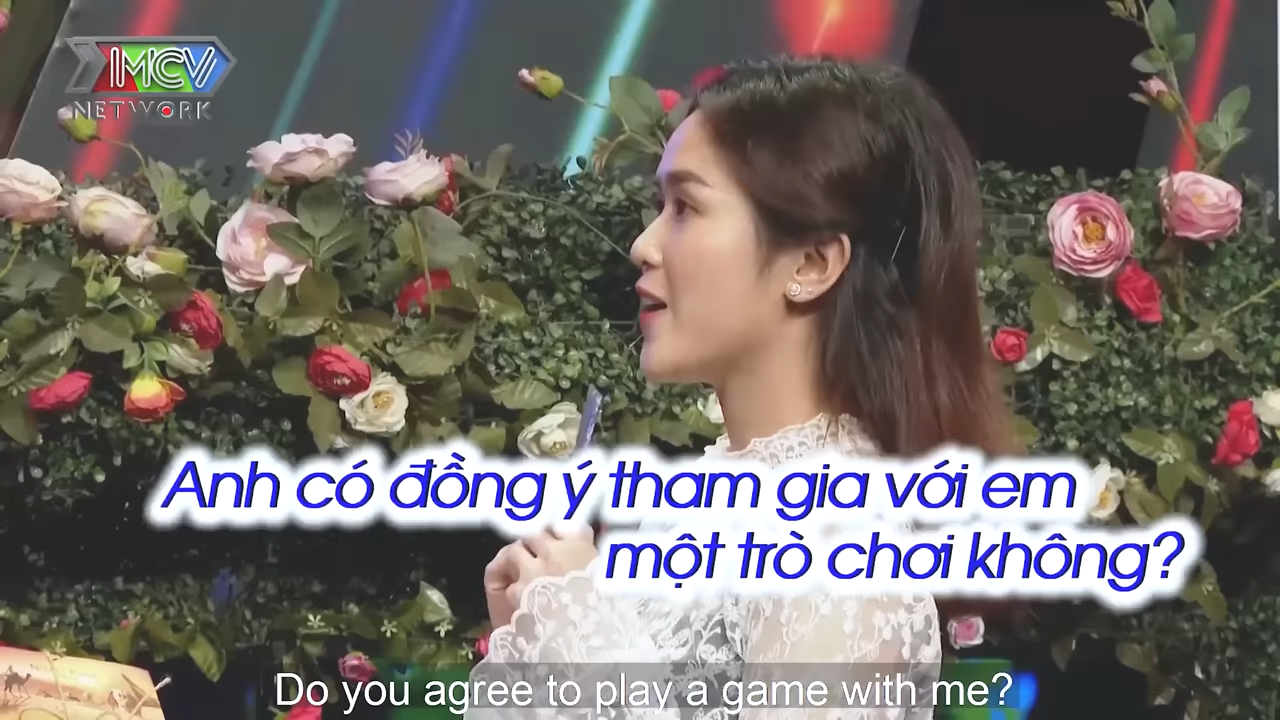 MCV
NETWORK
Anh có đồng ý tham gia với em
một trò chơi không?
Do you agree to play a game with me?